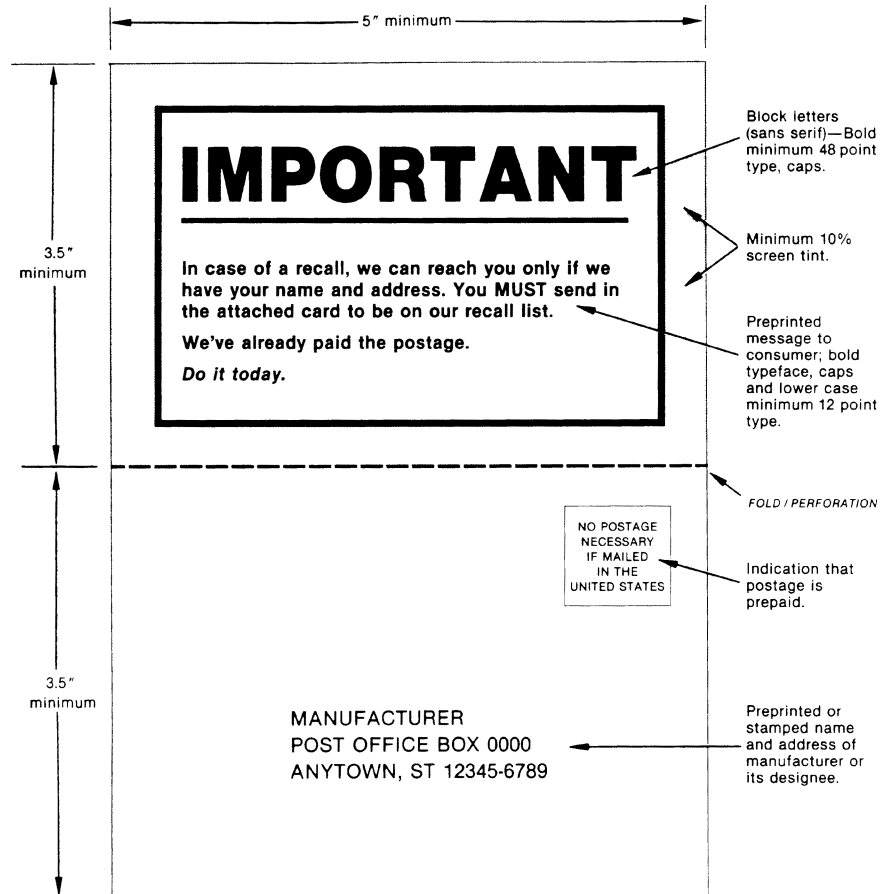 5" minimum
3.5"
minimum
IMPORTANT
In case of a recall, we can reach you only if we
have your name and address. You MUST send in
the attached card to be on our recall list.
We've already paid the postage.
Do it today.
Block letters
(sans serif)—Bold
minimum 48 point
type, caps.
Minimum 10%
screen tint.
Preprinted
message to
consumer; bold
typeface, caps
and lower case
minimum 12 point
type.
FOLD / PERFORATION
NO POSTAGE
NECESSARY
IF MAILED
IN THE
UNITED STATES
Indication that
postage is
prepaid.
3.5"
minimum
MANUFACTURER
POST OFFICE BOX 0000
ANYTOWN, ST 12345-6789
Preprinted or
stamped name
and address of
manufacturer or
its designee.